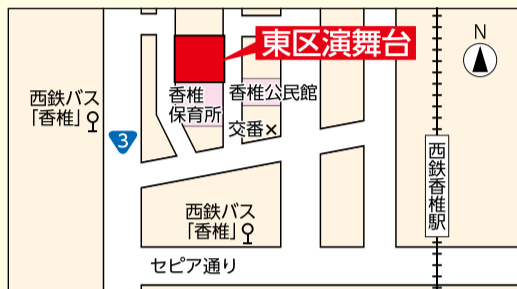 東区演舞台
N
西鉄バス
「香椎」
香椎
保育所
香椎公民館
交番
3
西鉄香椎駅
西鉄バス
「香椎」
セピア通り